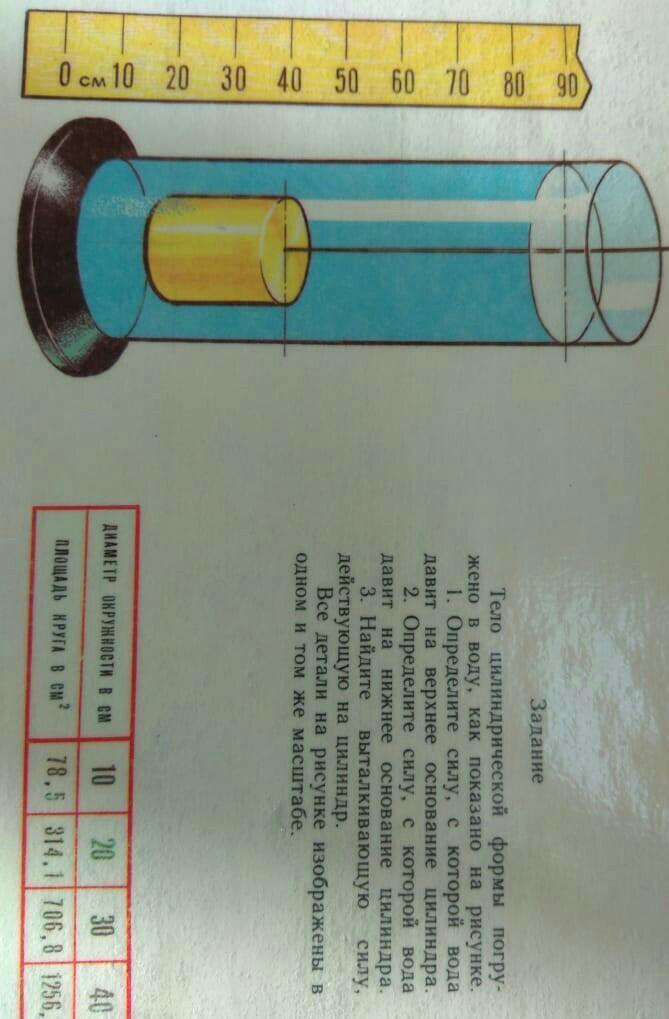 0 см 10 20 30 40 50 60 70 80 90
Задание
Тело цилиндрической формы погру-
жено в воду, как показано на рисунке.
1. Определите силу, с которой вода
давит на верхнее основание цилиндра.
2. Определите силу, с которой вода
давит на нижнее основание цилиндра.
3. Найдите выталкивающую силу,
действующую на цилиндр.
Все детали на рисунке изображены в
одном и том же масштабе.
ДИАМЕТР ОКРУЖНОСТИ В СМ 10 20 30 40
ПЛОЩАДЬ КРУГА В СМ² 78,5 314,1 706,8 1256,